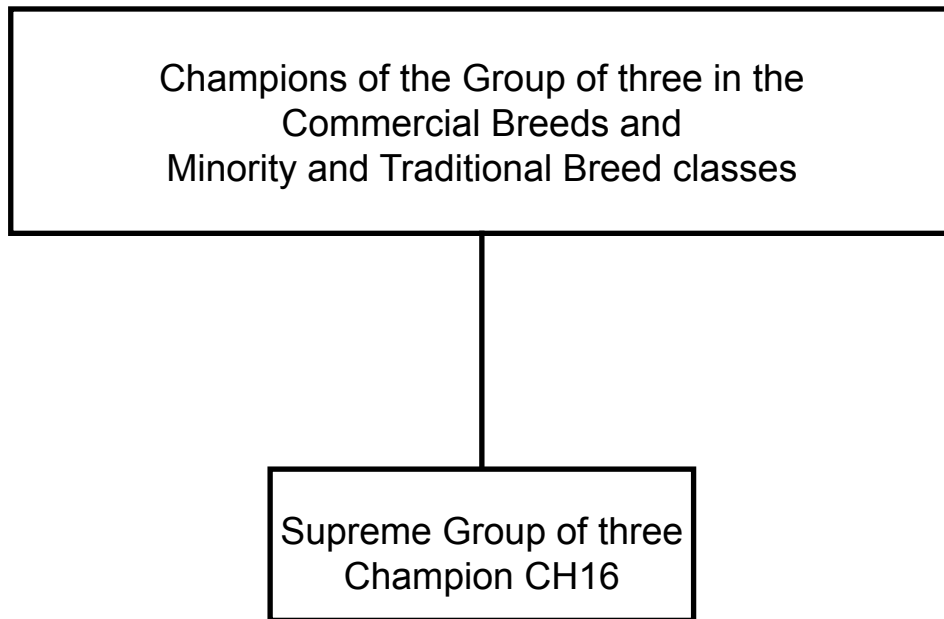 Champions of the Group of three in the
Commercial Breeds and
Minority and Traditional Breed classes
Supreme Group of three
Champion CH16